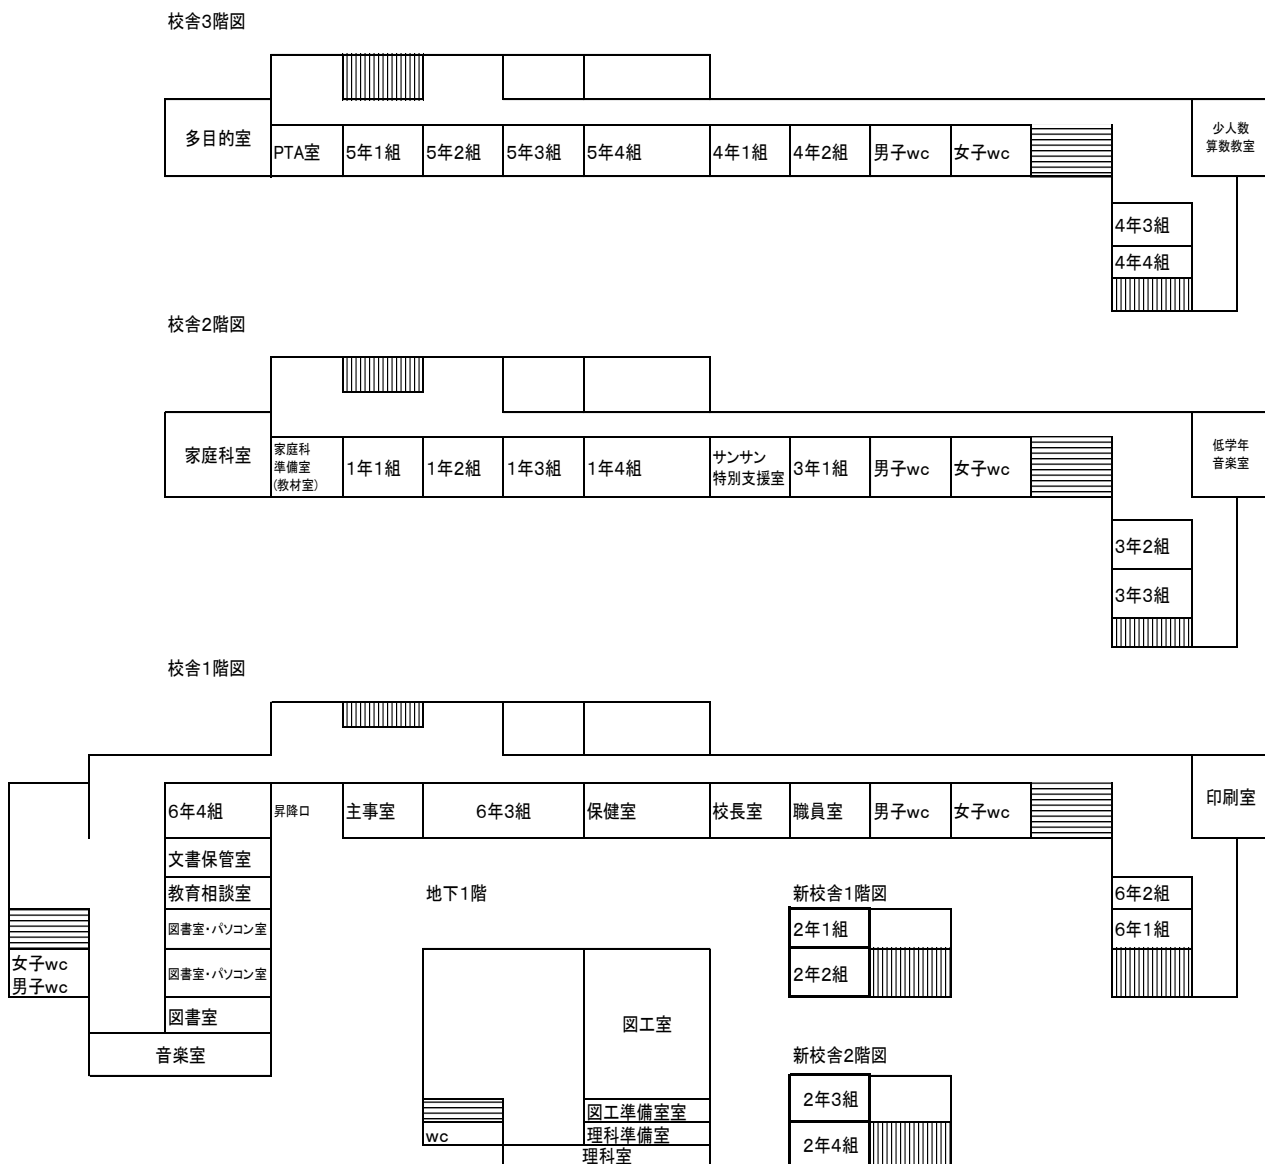 校舎3階図
多目的室
PTA室
5年1組
5年2組
5年3組
5年4組
4年1組
4年2組
男子wc
女子wc
少人数
算数教室
4年3組
4年4組
校舎2階図
家庭科室
家庭科
準備室
(教材室)
1年1組
1年2組
1年3組
1年4組
サンサン
特別支援室
3年1組
男子wc
女子wc
低学年
音楽室
3年2組
3年3組
校舎1階図
6年4組
昇降口
主事室
6年3組
保健室
校長室
職員室
男子wc
女子wc
印刷室
文書保管室
教育相談室
図書室・パソコン室
図書室・パソコン室
図書室
音楽室
女子wc
男子wc
6年2組
6年1組
地下1階
図工室
図工準備室室
理科準備室
理科室
wc
新校舎1階図
2年1組
2年2組
新校舎2階図
2年3組
2年4組